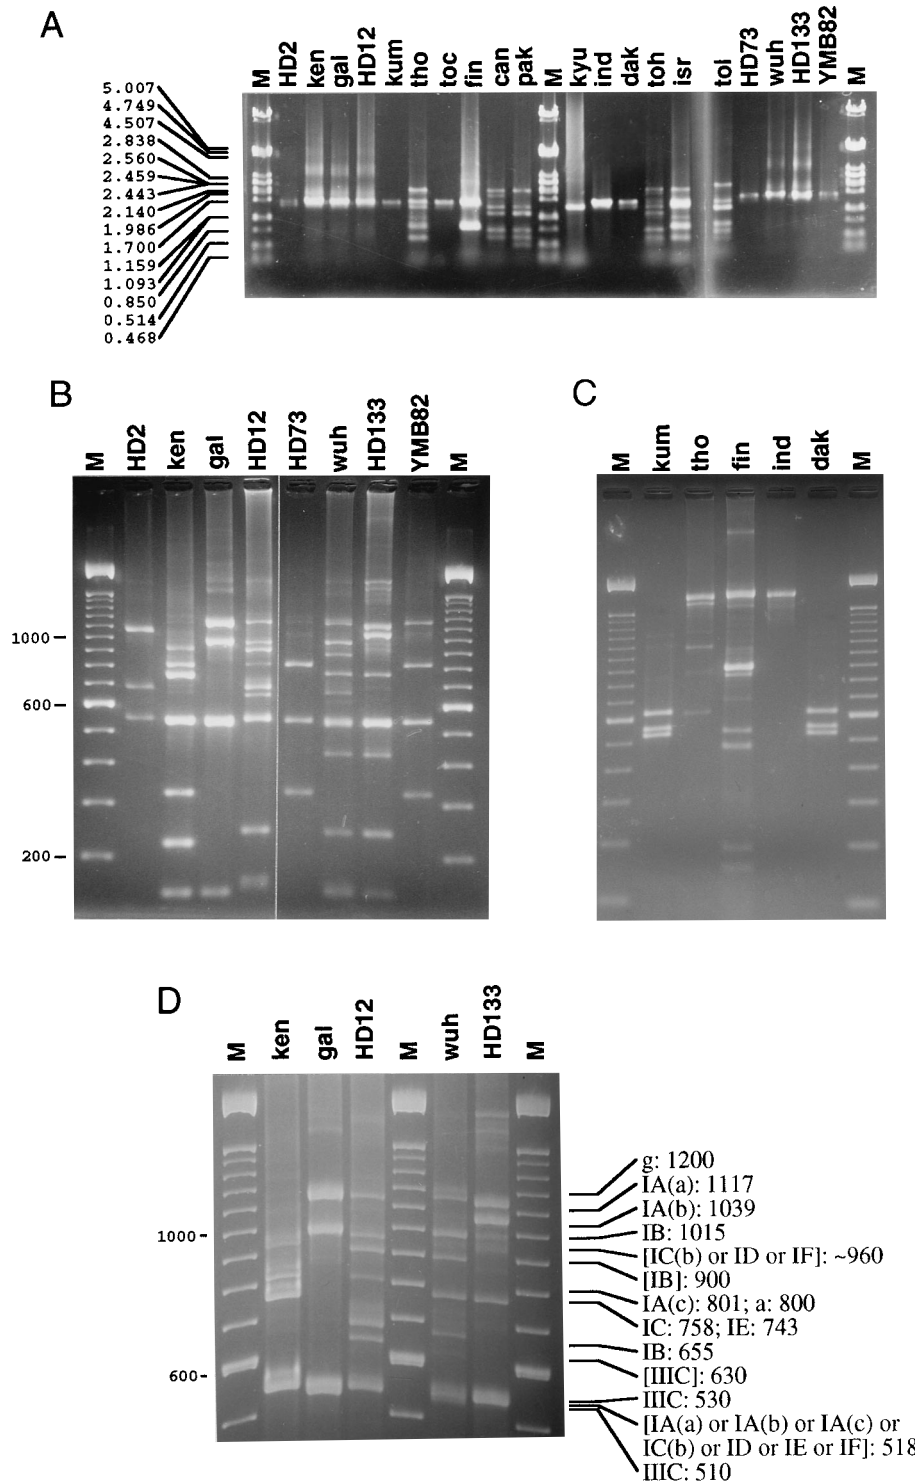 A
M HD2 ken gal HD12 kum tho toc fin can pak M kyu ind dak toh isr tol HD73 wuh HD133 YMB82 M
5.007
4.749
4.507
2.838
2.560
2.459
2.443
2.140
1.986
1.700
1.159
1.093
0.850
0.514
0.468
B
M HD2 ken gal HD12 HD73 wuh HD133 YMB82 M
1000
600
200
C
M kum tho fin ind dak M
D
M ken gal HD12 M wuh HD133 M
1000
600
g: 1200
IA(a): 1117
IA(b): 1039
IB: 1015
[IC(b) or ID or IF]: ~960
[IB]: 900
IA(c): 801; a: 800
IC: 758; IE: 743
IB: 655
[IIIC]: 630
IIIC: 530
[IA(a) or IA(b) or IA(c) or
IC(b) or ID or IE or IF]: 518
IIIC: 510